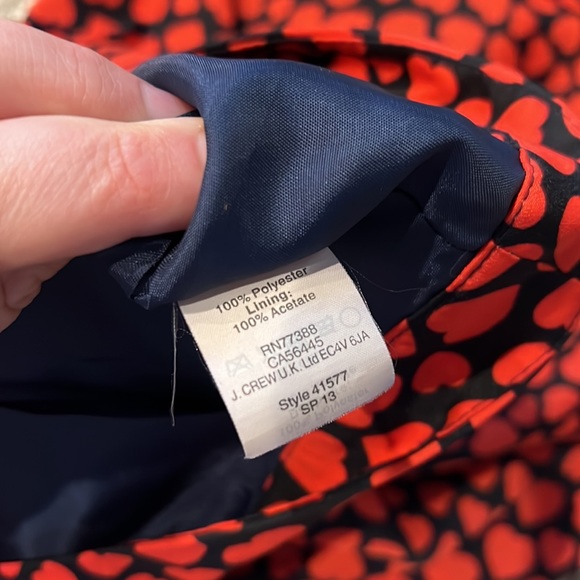 100% Polyester
Lining:
100% Acetate
RN77388
CA56445
J. CREW U.K. Ltd EC4V 6JA
Style 41577
SP 13